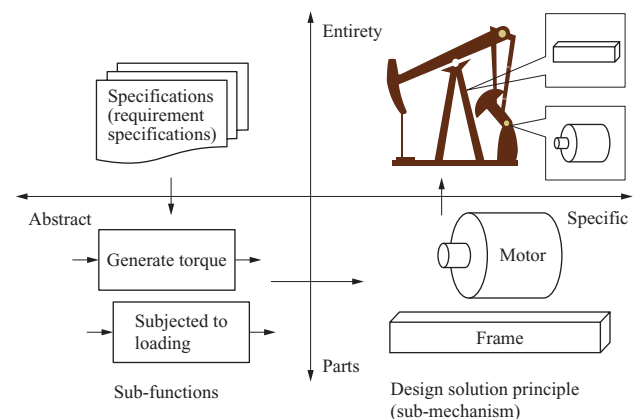 Entirety
Specifications
(requirement
specifications)
Abstract
Specific
Generate torque
Motor
Subjected to
loading
Frame
Parts
Sub-functions
Design solution principle
(sub-mechanism)